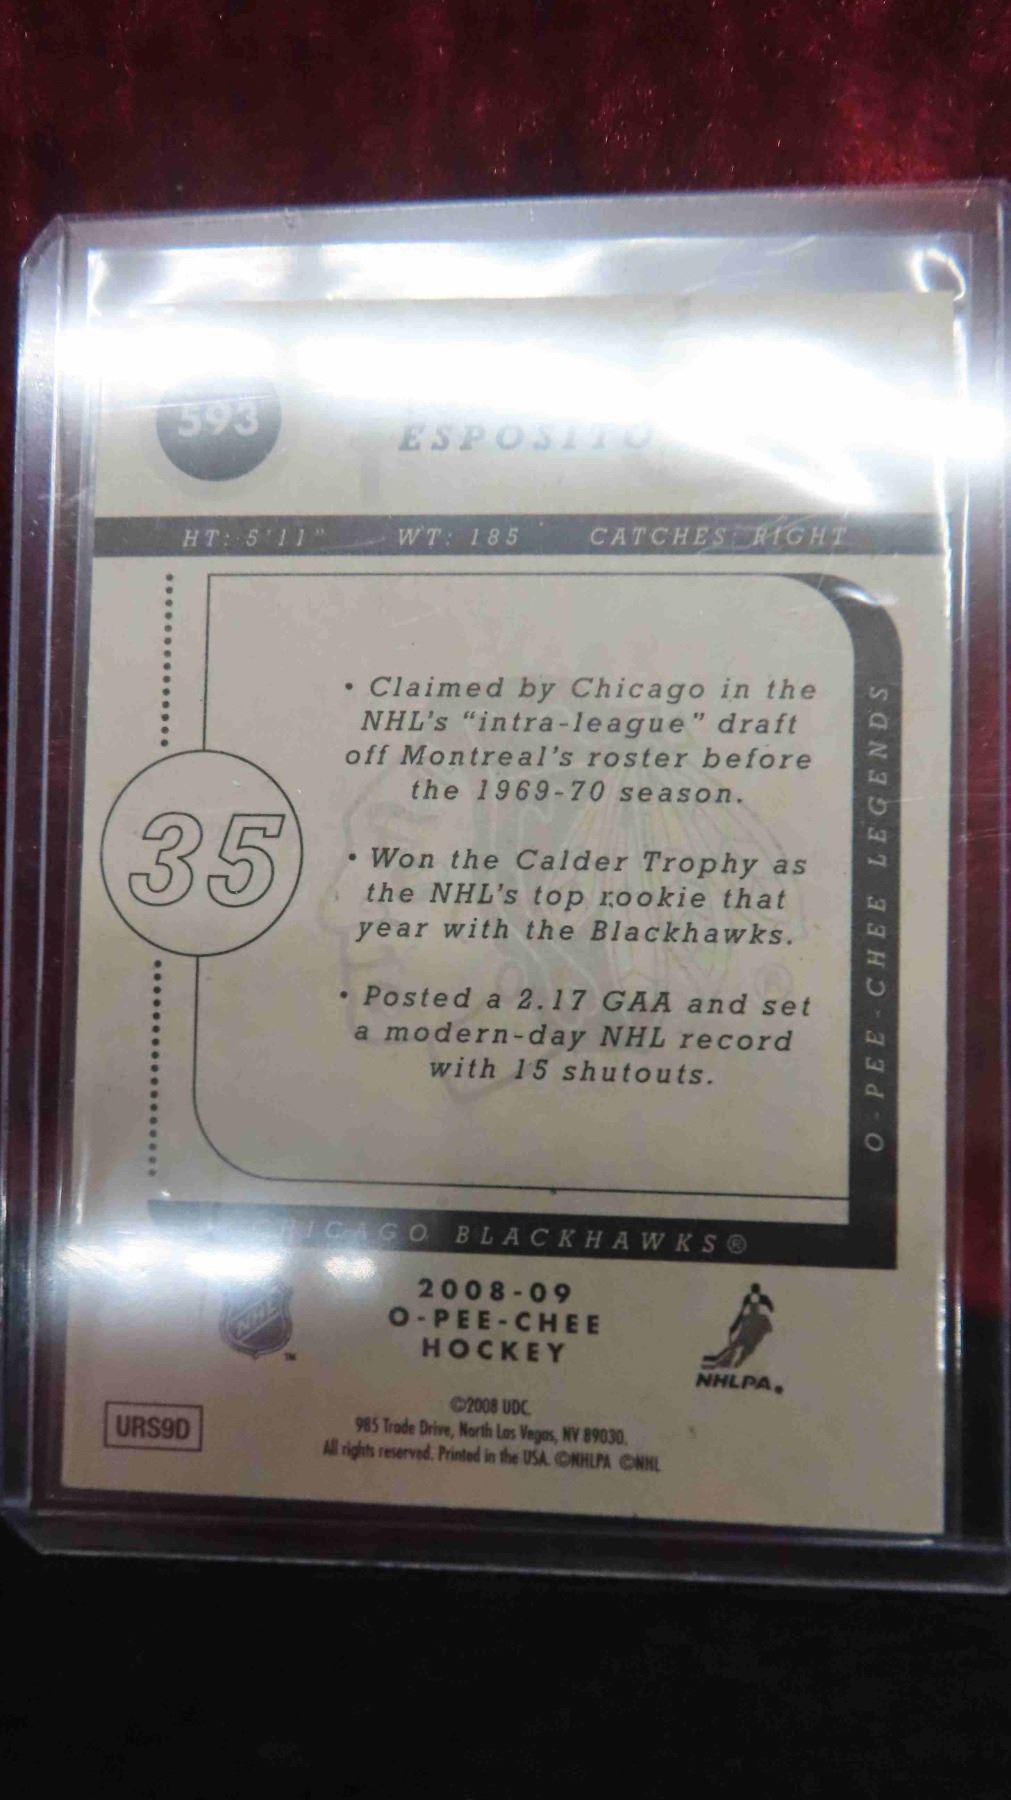 593
ESPOSITO
HT: 5'11" WT: 185 CATCHES: RIGHT
• Claimed by Chicago in the
NHL's “intra-league” draft
off Montreal's roster before
the 1969-70 season.
35
• Won the Calder Trophy as
the NHL's top rookie that
year with the Blackhawks.
• Posted a 2.17 GAA and set
a modern-day NHL record
with 15 shutouts.
O-PEE-CHEE LEGENDS
CHICAGO BLACKHAWKS®
NHL
™
2008-09
O-PEE-CHEE
HOCKEY
NHLPA®
URS9D
©2008 UDC.
985 Trade Drive, North Las Vegas, NV 89030.
All rights reserved. Printed in the USA. ©NHLPA ©NHL